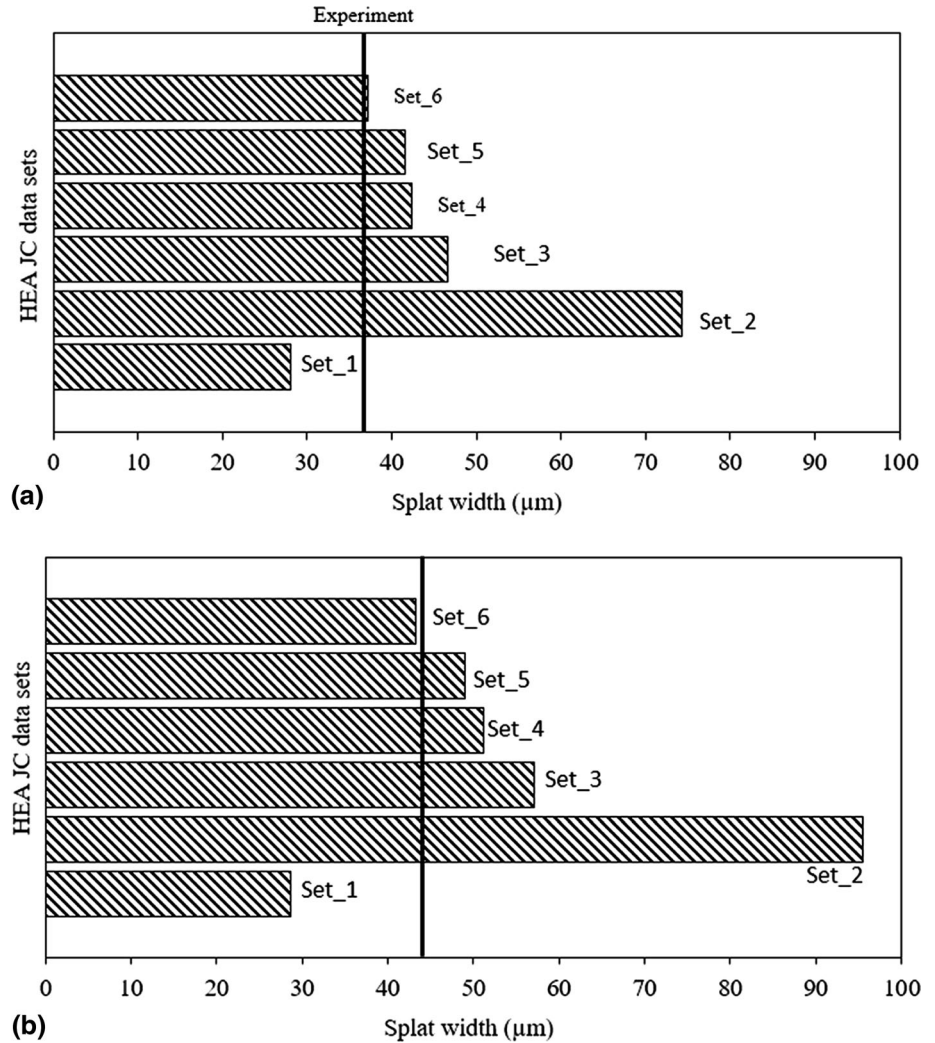 Experiment
HEA JC data sets
Set_6
Set_5
Set_4
Set_3
Set_2
Set_1
0 10 20 30 40 50 60 70 80 90 100
(a)
Splat width (µm)
HEA JC data sets
Set_6
Set_5
Set_4
Set_3
Set_2
Set_1
0 10 20 30 40 50 60 70 80 90 100
(b)
Splat width (µm)